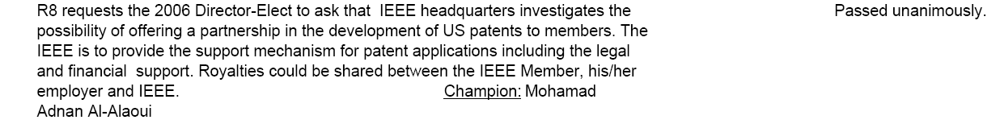 R8 requests the 2006 Director-Elect to ask that  IEEE headquarters investigates the Passed unanimously.
possibility of offering a partnership in the development of US patents to members. The
IEEE is to provide the support mechanism for patent applications including the legal
and financial  support. Royalties could be shared between the IEEE Member, his/her
employer and IEEE. Champion: Mohamad
Adnan Al-Alaoui